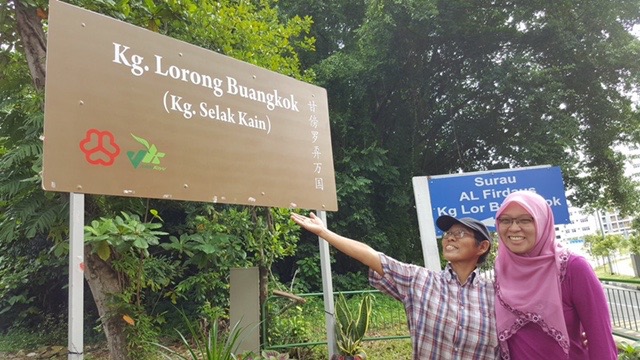 Kg. Lorong Buangkok
(Kg. Selak Kain)
甘榜罗弄万国
Surau
AL Firdaus
Kg Lor Buangkok